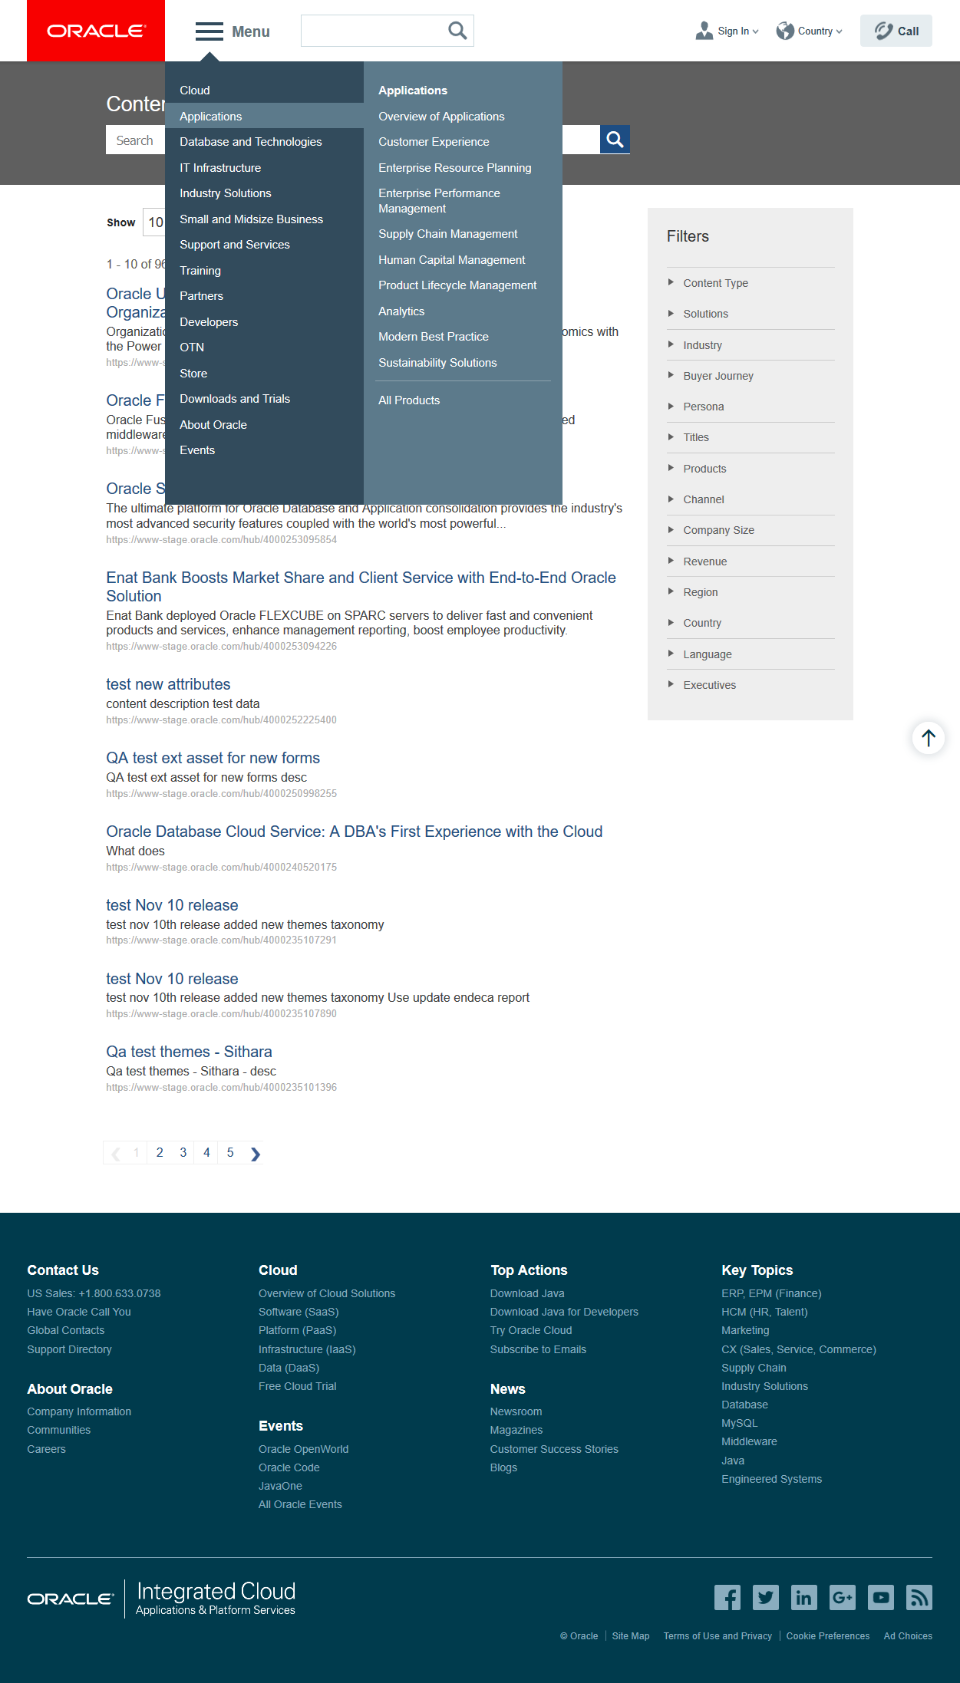 ORACLE
Menu
Sign In
Country
Call
Cloud
Applications
Database and Technologies
IT Infrastructure
Industry Solutions
Small and Midsize Business
Support and Services
Training
Partners
Developers
OTN
Store
Downloads and Trials
About Oracle
Events
Applications
Overview of Applications
Customer Experience
Enterprise Resource Planning
Enterprise Performance
Management
Supply Chain Management
Human Capital Management
Product Lifecycle Management
Analytics
Modern Best Practice
Sustainability Solutions
All Products
Search
Show 10
1 - 10 of
Oracle
omics with
the Power
Oracle
Oracle Fus
ed
middleware
Oracle
The ultimate platform for Oracle Database and Application consolidation provides the industry's
most advanced security features coupled with the world's most powerful...
https://www-stage.oracle.com/hub/4000253095854
Enat Bank Boosts Market Share and Client Service with End-to-End Oracle
Solution
Enat Bank deployed Oracle FLEXCUBE on SPARC servers to deliver fast and convenient
products and services, enhance management reporting, boost employee productivity.
https://www-stage.oracle.com/hub/4000253094226
test new attributes
content description test data
https://www-stage.oracle.com/hub/4000252225400
QA test ext asset for new forms
QA test ext asset for new forms desc
https://www-stage.oracle.com/hub/4000250998255
Oracle Database Cloud Service: A DBA's First Experience with the Cloud
What does
https://www-stage.oracle.com/hub/4000240520175
test Nov 10 release
test nov 10th release added new themes taxonomy
https://www-stage.oracle.com/hub/4000235107291
test Nov 10 release
test nov 10th release added new themes taxonomy Use update endeca report
https://www-stage.oracle.com/hub/4000235107890
Qa test themes - Sithara
Qa test themes - Sithara - desc
https://www-stage.oracle.com/hub/4000235101396
1 2 3 4 5
Filters
Content Type
Solutions
Industry
Buyer Journey
Persona
Titles
Products
Channel
Company Size
Revenue
Region
Country
Language
Executives
Contact Us
US Sales: +1.800.633.0738
Have Oracle Call You
Global Contacts
Support Directory
About Oracle
Company Information
Communities
Careers
Cloud
Overview of Cloud Solutions
Software (SaaS)
Platform (PaaS)
Infrastructure (IaaS)
Data (DaaS)
Free Cloud Trial
Events
Oracle OpenWorld
Oracle Code
JavaOne
All Oracle Events
Top Actions
Download Java
Download Java for Developers
Try Oracle Cloud
Subscribe to Emails
News
Newsroom
Magazines
Customer Success Stories
Blogs
Key Topics
ERP, EPM (Finance)
HCM (HR, Talent)
Marketing
CX (Sales, Service, Commerce)
Supply Chain
Industry Solutions
Database
MySQL
Middleware
Java
Engineered Systems
ORACLE
Integrated Cloud
Applications & Platform Services
© Oracle
Site Map
Terms of Use and Privacy
Cookie Preferences
Ad Choices